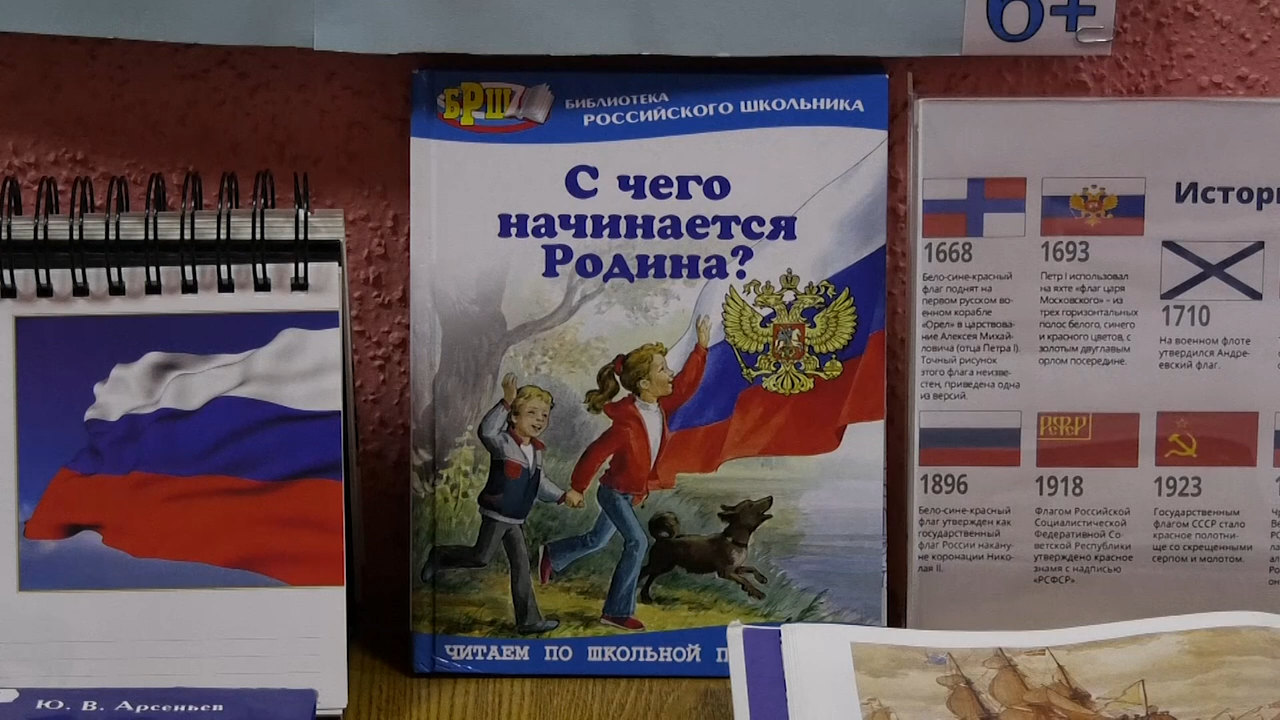 6+
БРШ
БИБЛИОТЕКА
РОССИЙСКОГО ШКОЛЬНИКА
С чего
начинается
Родина?
ЧИТАЕМ ПО ШКОЛЬНОЙ
Ю. В. Арсеньев
1668
Бело-сине-красный
флаг поднят на
первом русском во-
енном корабле
«Орел» в царствова-
ние Алексея Михай-
ловича (отца Петра I).
Точный рисунок
этого флага неизве-
стен, приведена одна
из версий.
1693
Петр I использовал
на яхте «флаг царя
Московского» – из
трех горизонтальных
полос белого, синего
и красного цветов, с
золотым двуглавым
орлом посередине.
1710
На военном флоте
утвердился Андре-
евский флаг.
1896
Бело-сине-красный
флаг утвержден как
государственный
флаг России накану-
не коронации Нико-
лая II.
РСФСР
1918
Флагом Российской
Социалистической
Федеративной Со-
ветской Республики
утверждено красное
знамя с надписью
«РСФСР»
1923
Государственным
флагом СССР стало
красное полотни-
ще со скрещенными
серпом и молотом.